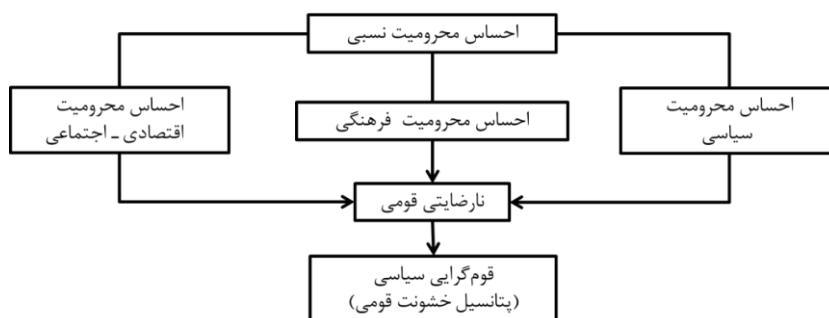 احساس محرومیت نسبی
احساس محرومیت
سیاسی
احساس محرومیت فرهنگی
احساس محرومیت
اقتصادی ـ اجتماعی
نارضایتی قومی
قوم‌گرایی سیاسی
(پتانسیل خشونت قومی)